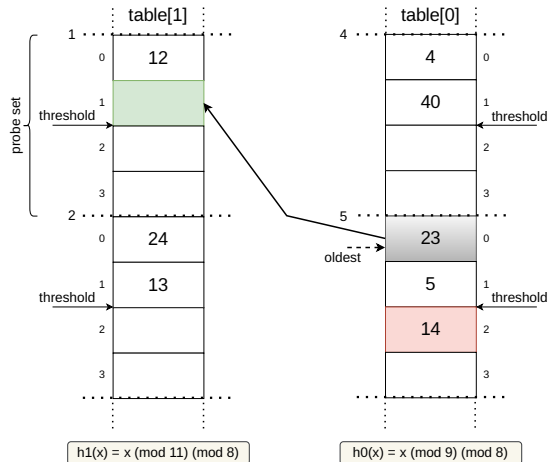 table[1]
table[0]
1
4
0
12
4
0
1
40
1
threshold
threshold
probe set
2
2
3
3
2
5
0
24
23
0
oldest
1
13
5
1
threshold
threshold
2
14
2
3
3
h1(x) = x (mod 11) (mod 8)
h0(x) = x (mod 9) (mod 8)